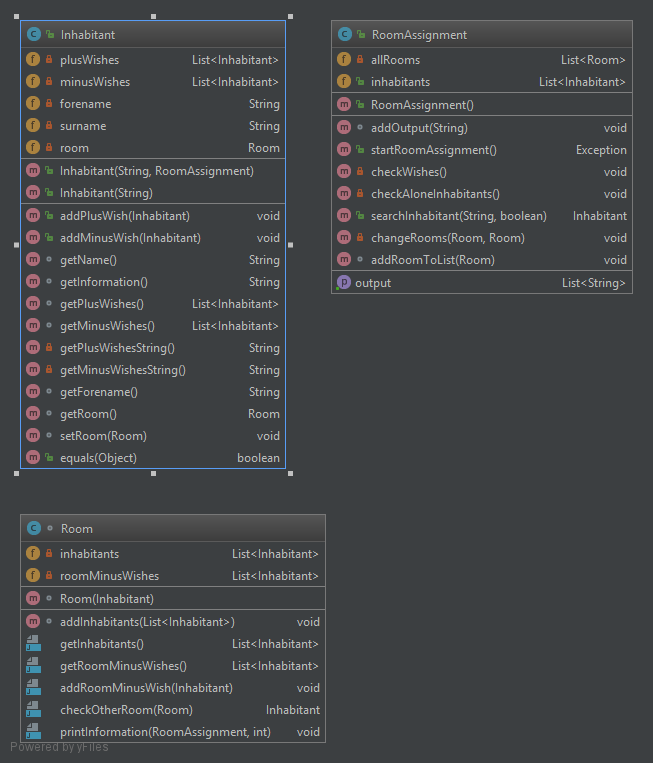 Inhabitant
plusWishes List<Inhabitant>
minusWishes List<Inhabitant>
forename String
surname String
room Room
Inhabitant(String, RoomAssignment)
Inhabitant(String)
addPlusWish(Inhabitant) void
addMinusWish(Inhabitant) void
getName() String
getInformation() String
getPlusWishes() List<Inhabitant>
getMinusWishes() List<Inhabitant>
getPlusWishesString() String
getMinusWishesString() String
getForename() String
getRoom() Room
setRoom(Room) void
equals(Object) boolean
RoomAssignment
allRooms List<Room>
inhabitants List<Inhabitant>
RoomAssignment()
addOutput(String) void
startRoomAssignment() Exception
checkWishes() void
checkAloneInhabitants() void
searchInhabitant(String, boolean) Inhabitant
changeRooms(Room, Room) void
addRoomToList(Room) void
output List<String>
Room
inhabitants List<Inhabitant>
roomMinusWishes List<Inhabitant>
Room(Inhabitant)
addInhabitants(List<Inhabitant>) void
getInhabitants() List<Inhabitant>
getRoomMinusWishes() List<Inhabitant>
addRoomMinusWish(Inhabitant) void
checkOtherRoom(Room) Inhabitant
printInformation(RoomAssignment, int) void
Powered by yFiles